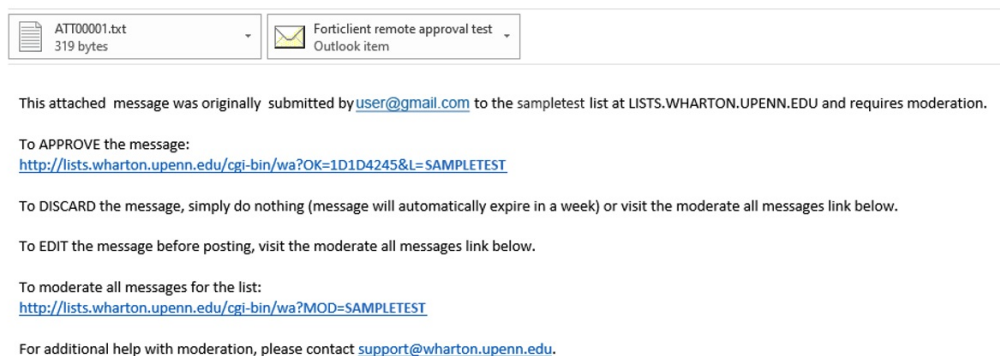 ATT00001.txt
319 bytes
Forticlient remote approval test
Outlook item
This attached message was originally submitted by user@gmail.com to the sampletest list at LISTS.WHARTON.UPENN.EDU and requires moderation.
To APPROVE the message:
http://lists.wharton.upenn.edu/cgi-bin/wa?OK=1D1D4245&L=SAMPLETEST
To DISCARD the message, simply do nothing (message will automatically expire in a week) or visit the moderate all messages link below.
To EDIT the message before posting, visit the moderate all messages link below.
To moderate all messages for the list:
http://lists.wharton.upenn.edu/cgi-bin/wa?MOD=SAMPLETEST
For additional help with moderation, please contact support@wharton.upenn.edu.